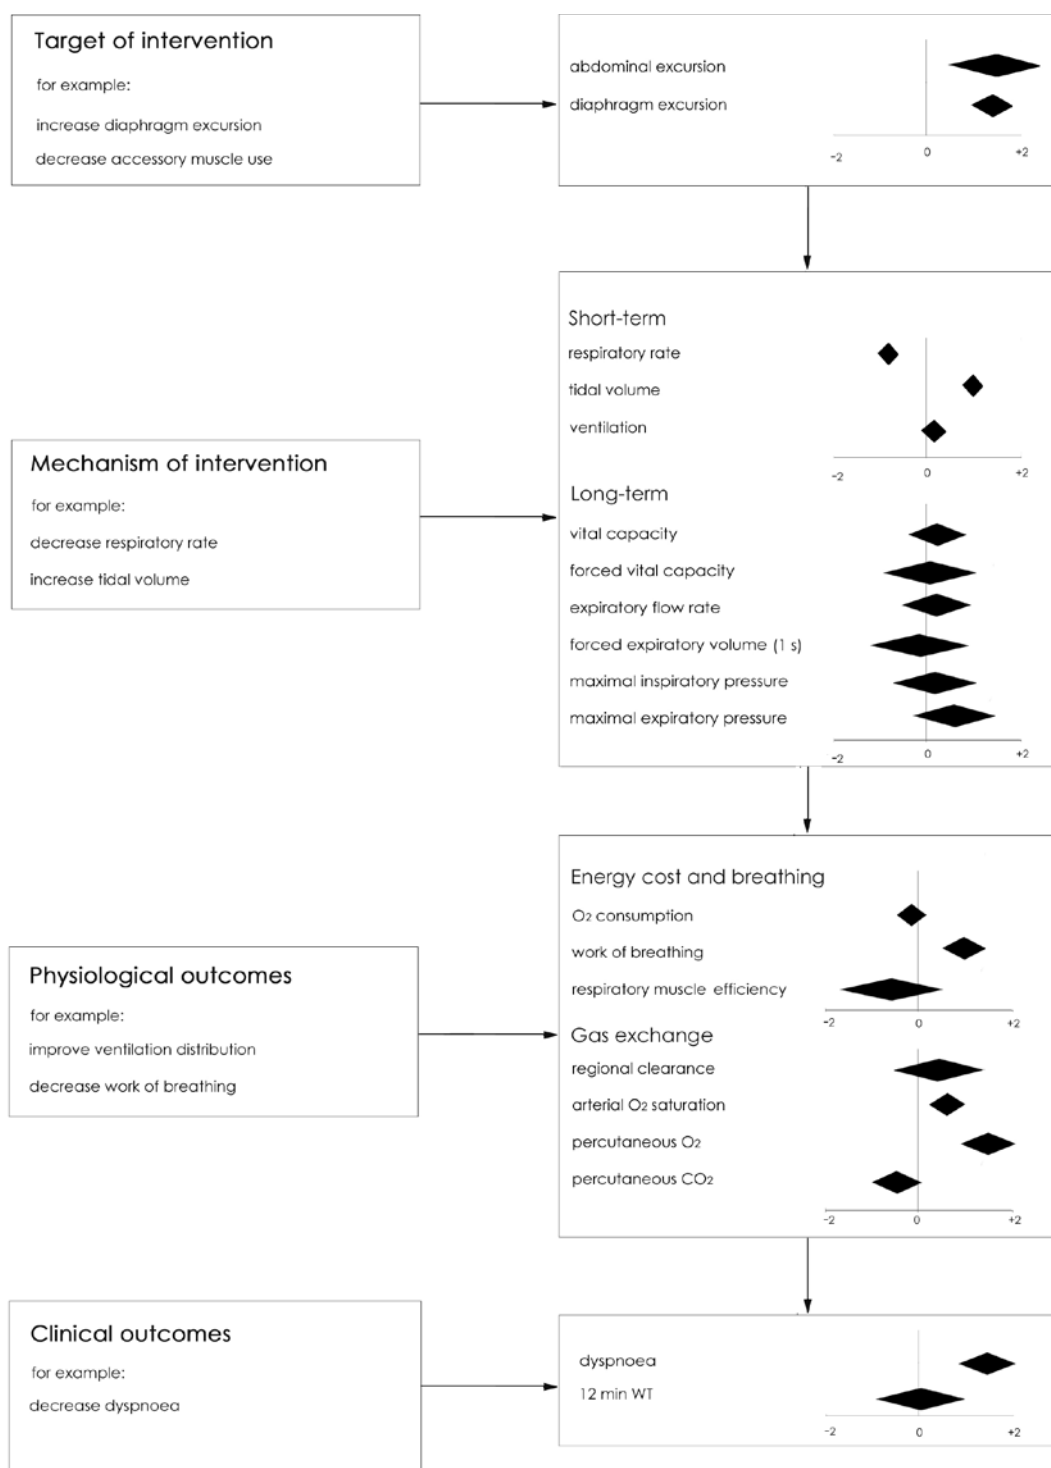 Target of intervention
for example:
increase diaphragm excursion
decrease accessory muscle use
abdominal excursion
diaphragm excursion
-2 0 +2
Mechanism of intervention
for example:
decrease respiratory rate
increase tidal volume
Short-term
respiratory rate
tidal volume
ventilation
-2 0 +2
Long-term
vital capacity
forced vital capacity
expiratory flow rate
forced expiratory volume (1 s)
maximal inspiratory pressure
maximal expiratory pressure
-2 0 +2
Physiological outcomes
for example:
improve ventilation distribution
decrease work of breathing
Energy cost and breathing
O2 consumption
work of breathing
respiratory muscle efficiency
-2 0 +2
Gas exchange
regional clearance
arterial O2 saturation
percutaneous O2
percutaneous CO2
-2 0 +2
Clinical outcomes
for example:
decrease dyspnoea
dyspnoea
12 min WT
-2 0 +2